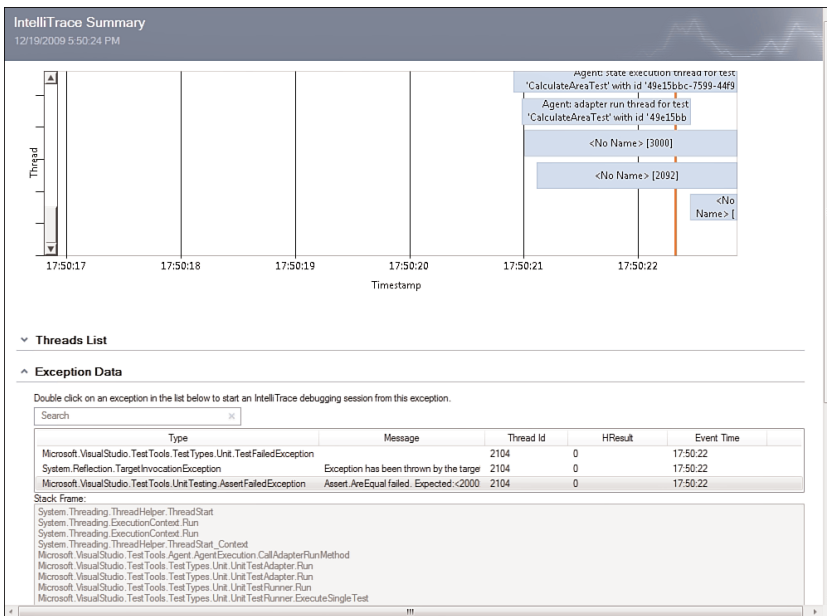 IntelliTrace Summary
12/19/2009 5:50:24 PM
Agent: state execution thread for test
'CalculateAreaTest' with id '49e15bbc-7599-44f9
Agent: adapter run thread for test
'CalculateAreaTest' with id '49e15bb
<No Name> [3000]
<No Name> [2092]
<No
Name> [
Thread
17:50:17 17:50:18 17:50:19 17:50:20 17:50:21 17:50:22
Timestamp
Threads List
Exception Data
Double click on an exception in the list below to start an IntelliTrace debugging session from this exception.
Search
Type Message Thread Id HResult Event Time
Microsoft.VisualStudio.TestTools.TestTypes.Unit.TestFailedException 2104 0 17:50:22
System.Reflection.TargetInvocationException Exception has been thrown by the targe 2104 0 17:50:22
Microsoft.VisualStudio.TestTools.UnitTesting.AssertFailedException Assert.AreEqual failed. Expected:<2000 2104 0 17:50:22
Stack Frame:
System.Threading.ThreadHelper.ThreadStart
System.Threading.ExecutionContext.Run
System.Threading.ExecutionContext.Run
System.Threading.ThreadHelper.ThreadStart_Context
Microsoft.VisualStudio.TestTools.Agent.AgentExecution.CallAdapterRunMethod
Microsoft.VisualStudio.TestTools.TestTypes.Unit.UnitTestAdapter.Run
Microsoft.VisualStudio.TestTools.TestTypes.Unit.UnitTestAdapter.Run
Microsoft.VisualStudio.TestTools.TestTypes.Unit.UnitTestRunner.Run
Microsoft.VisualStudio.TestTools.TestTypes.Unit.UnitTestRunner.ExecuteSingleTest